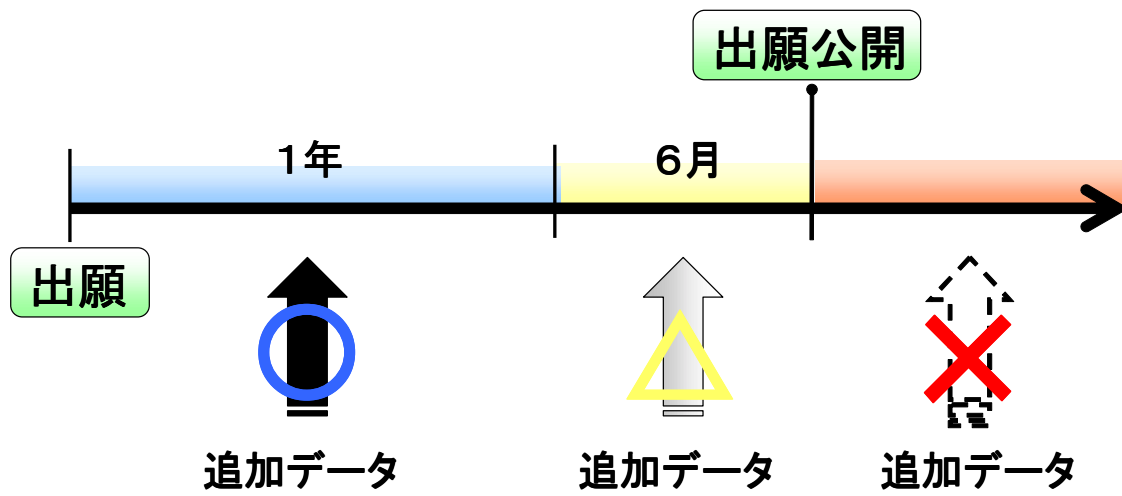 出願公開
１年
６月
出願
追加データ
追加データ
追加データ